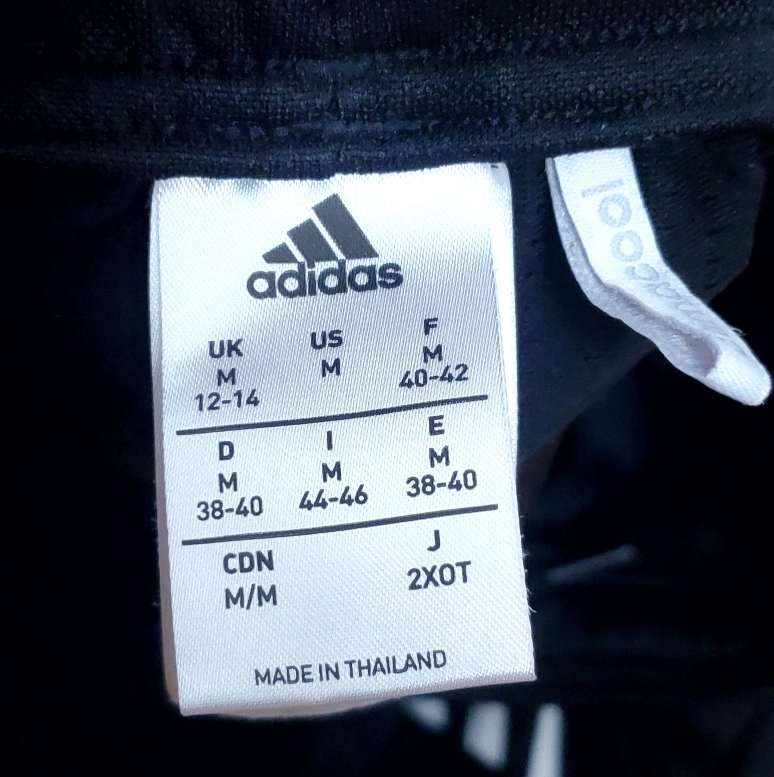 adidas
UK US F
M M M
12-14 40-42
D I E
M M M
38-40 44-46 38-40
CDN J
M/M 2XOT
MADE IN THAILAND